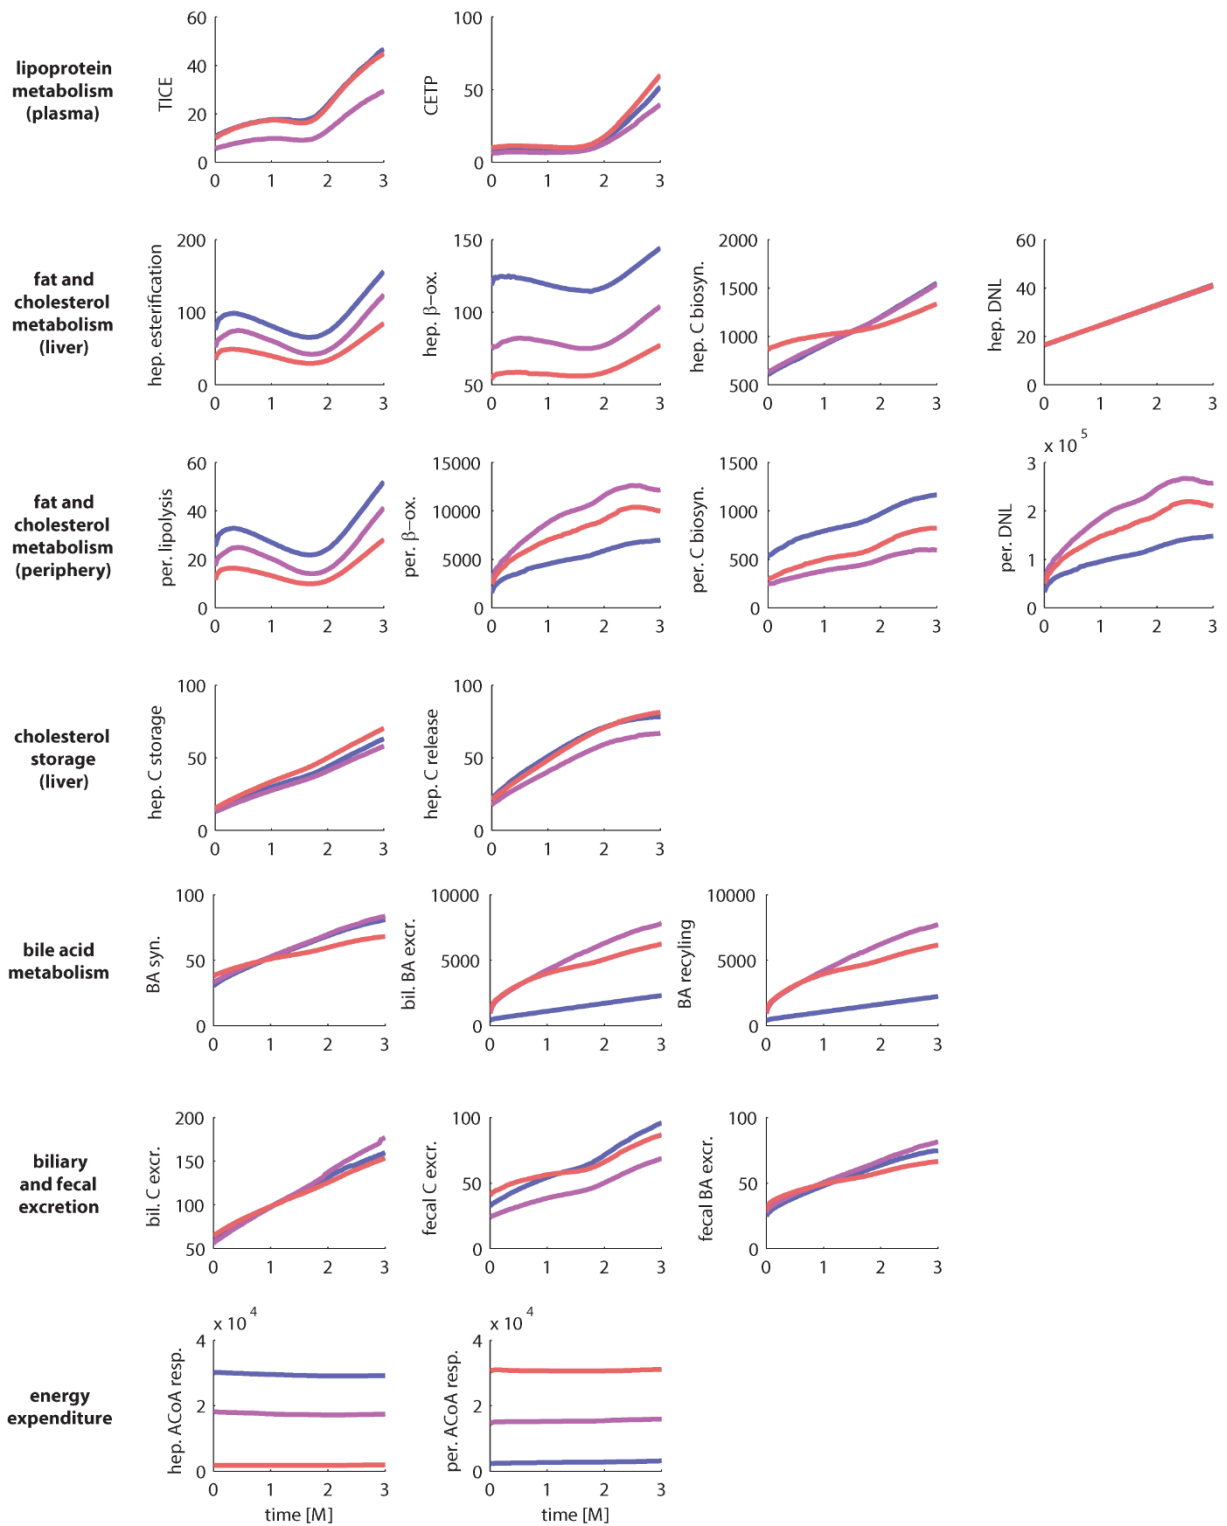 lipoprotein
metabolism
(plasma)
TICE
60
40
20
0
0 1 2 3
CETP
100
50
0
0 1 2 3
fat and
cholesterol
metabolism
(liver)
hep. esterification
200
100
0
0 1 2 3
hep. β−ox.
150
100
50
0 1 2 3
hep. C biosyn.
2000
1500
1000
500
0 1 2 3
hep. DNL
60
40
20
0
0 1 2 3
fat and
cholesterol
metabolism
(periphery)
per. lipolysis
60
40
20
0
0 1 2 3
per. β−ox.
15000
10000
5000
0
0 1 2 3
per. C biosyn.
1500
1000
500
0
0 1 2 3
x 10 5
per. DNL
3
2
1
0
0 1 2 3
cholesterol
storage
(liver)
hep. C storage
100
50
0
0 1 2 3
hep. C release
100
50
0
0 1 2 3
bile acid
metabolism
BA syn.
100
50
0
0 1 2 3
bil. BA excr.
10000
5000
0
0 1 2 3
BA recyling
10000
5000
0
0 1 2 3
biliary
and fecal
excretion
bil. C excr.
200
150
100
50
0 1 2 3
fecal C excr.
100
50
0
0 1 2 3
fecal BA excr.
100
50
0
0 1 2 3
energy
expenditure
x 10 4
hep. ACoA resp.
4
2
0
0 1 2 3
time [M]
x 10 4
per. ACoA resp.
4
2
0
0 1 2 3
time [M]